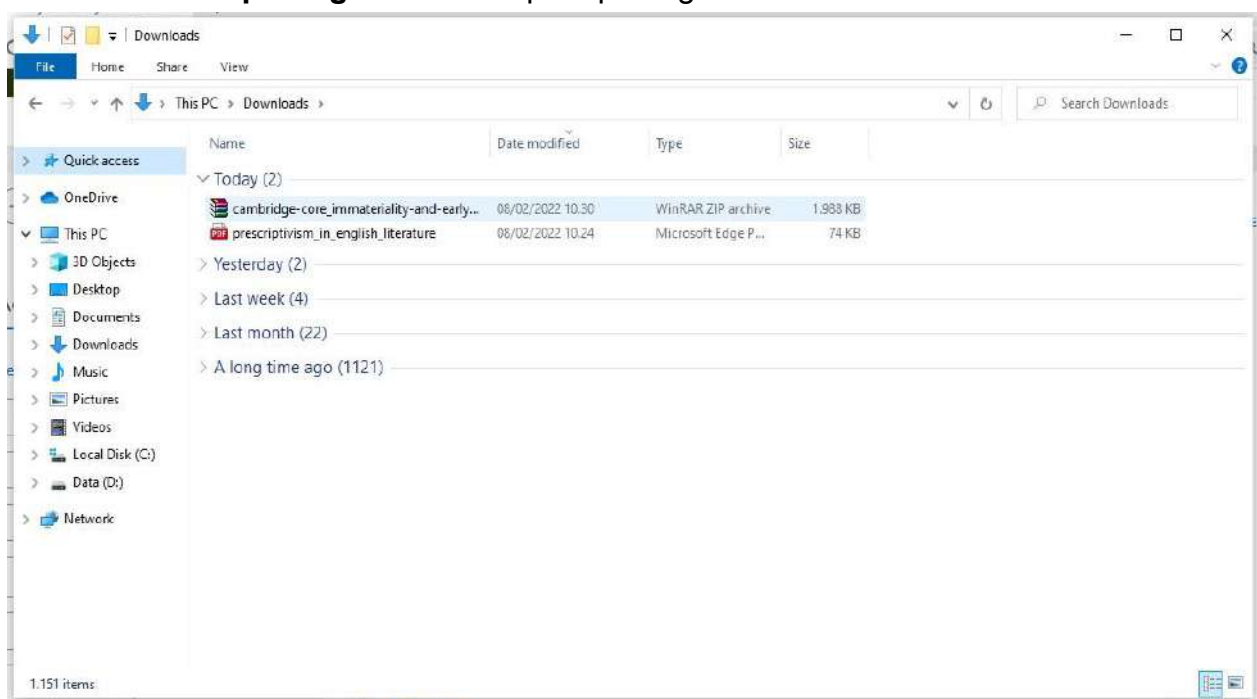 Downloads
File Home Share View
This PC > Downloads >
Search Downloads
Name Date modified Type Size
Quick access
OneDrive
This PC
3D Objects
Desktop
Documents
Downloads
Music
Pictures
Videos
Local Disk (C:)
Data (D:)
Network
Today (2)
cambridge-core_immateriality-and-early... 08/02/2022 10.30 WinRAR ZIP archive 1.988 KB
prescriptivism_in_english_literature 08/02/2022 10.24 Microsoft Edge P... 74 KB
Yesterday (2)
Last week (4)
Last month (22)
A long time ago (1121)
1.151 items